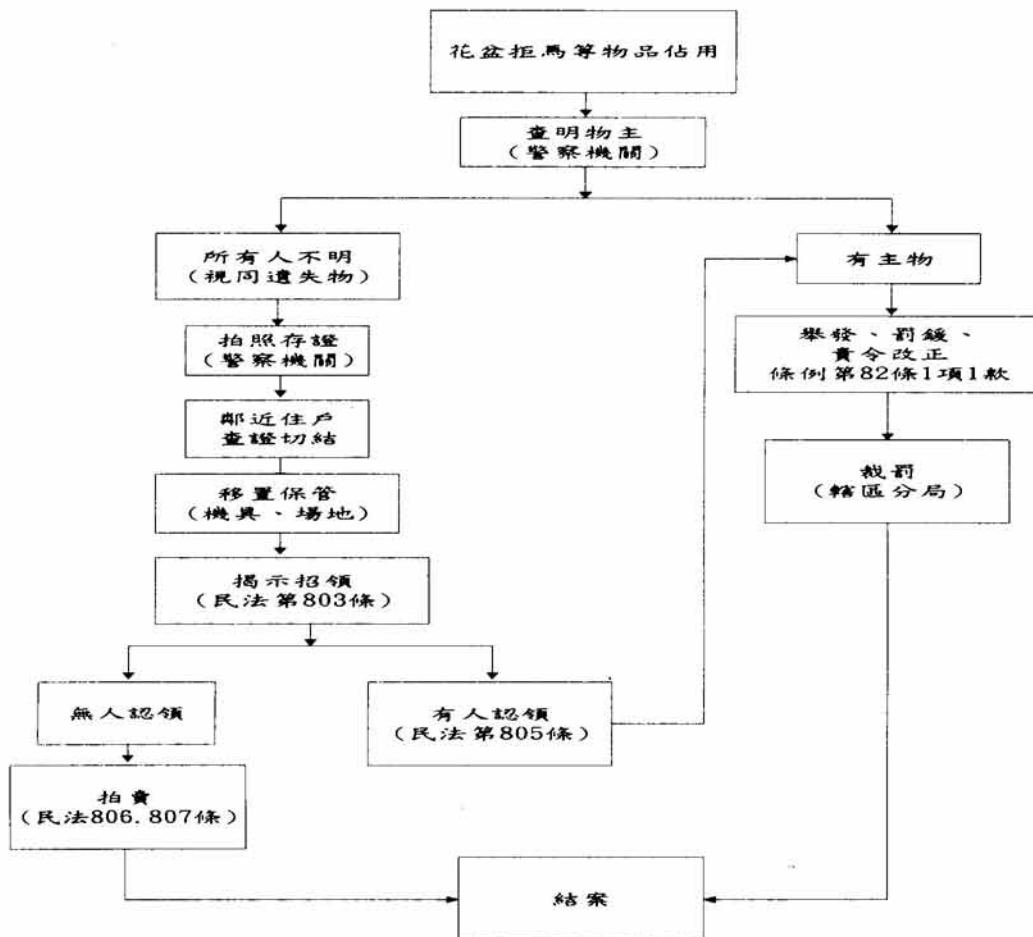 花盆拒馬等物品佔用
查明物主
(警察機關)
所有人不明
(視同遺失物)
有主物
拍照存證
(警察機關)
舉發、罰鍰、
責令改正
條例第82條1項1款
鄰近住戶
查證切結
移置保管
(機具、場地)
裁罰
(轄區分局)
揭示招領
(民法第803條)
無人認領
有人認領
(民法第805條)
拍賣
(民法806.807條)
結案